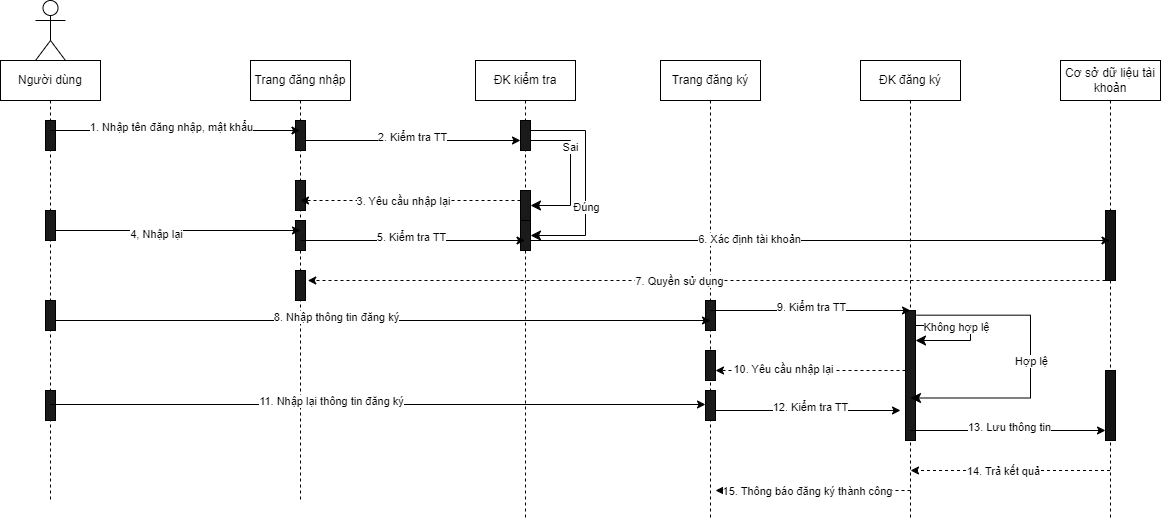 Người dùng
Trang đăng nhập
ĐK kiểm tra
Trang đăng ký
ĐK đăng ký
Cơ sở dữ liệu tài
khoản
1. Nhập tên đăng nhập, mật khẩu
2. Kiểm tra TT
Sai
3. Yêu cầu nhập lại
Đúng
4, Nhập lại
5. Kiểm tra TT
6. Xác định tài khoản
7. Quyền sử dụng
8. Nhập thông tin đăng ký
9. Kiểm tra TT
Không hợp lệ
Hợp lệ
10. Yêu cầu nhập lại
11. Nhập lại thông tin đăng ký
12. Kiểm tra TT
13. Lưu thông tin
14. Trả kết quả
15. Thông báo đăng ký thành công